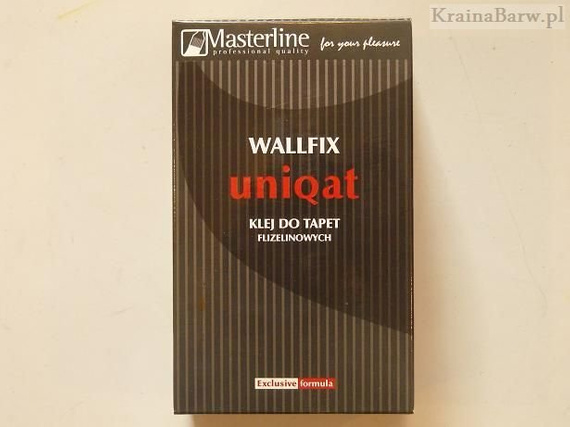 KrainaBarw.pl
Masterline for your pleasure
professional quality
WALLFIX
uniqat
KLEJ DO TAPET
FLIZELINOWYCH
Exclusive formula